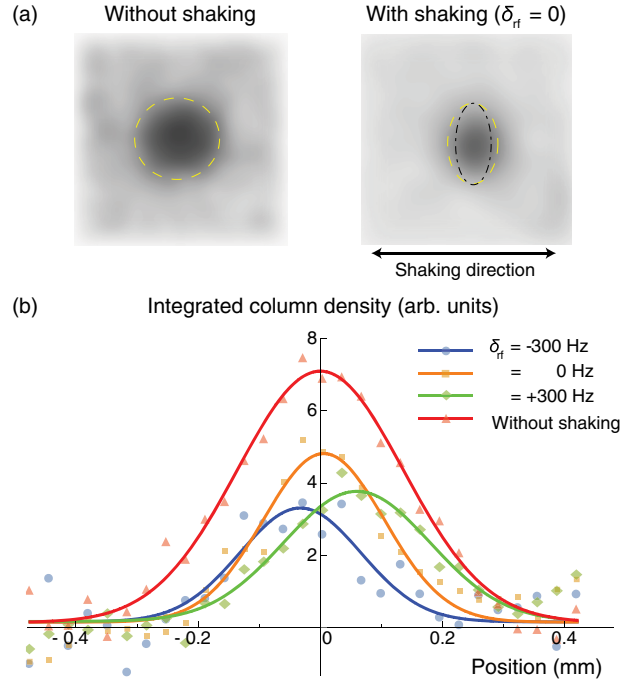 (a)
Without shaking
With shaking (δrf = 0)
Shaking direction
(b)
Integrated column density (arb. units)
8
6
4
2
δrf = -300 Hz
= 0 Hz
= +300 Hz
Without shaking
- 0.4
-0.2
0
0.2
0.4
Position (mm)